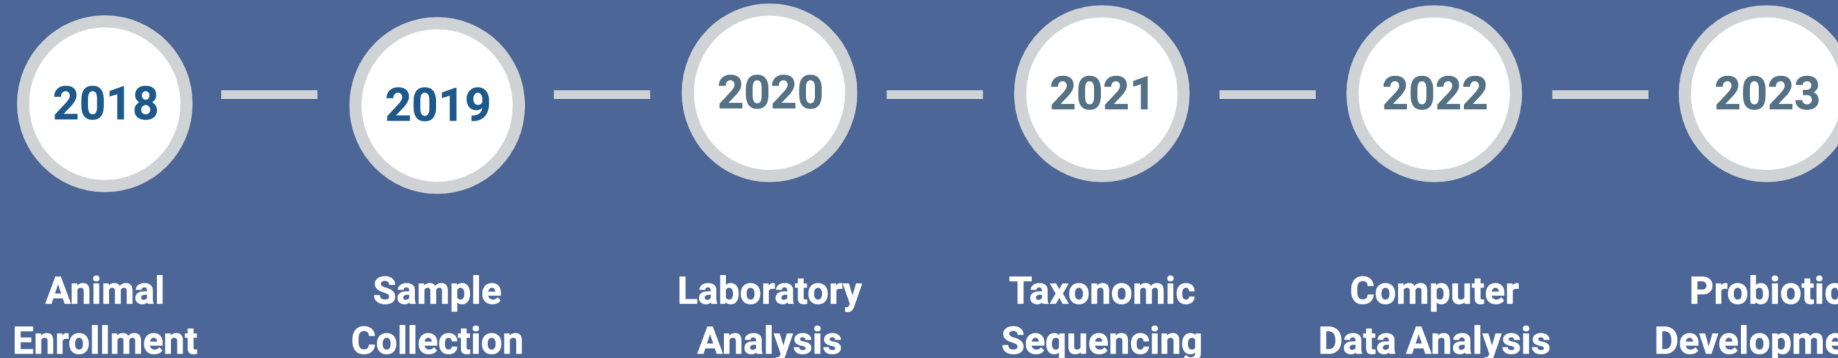 2018
2019
2020
2021
2022
2023
Animal
Enrollment
Sample
Collection
Laboratory
Analysis
Taxonomic
Sequencing
Computer
Data Analysis